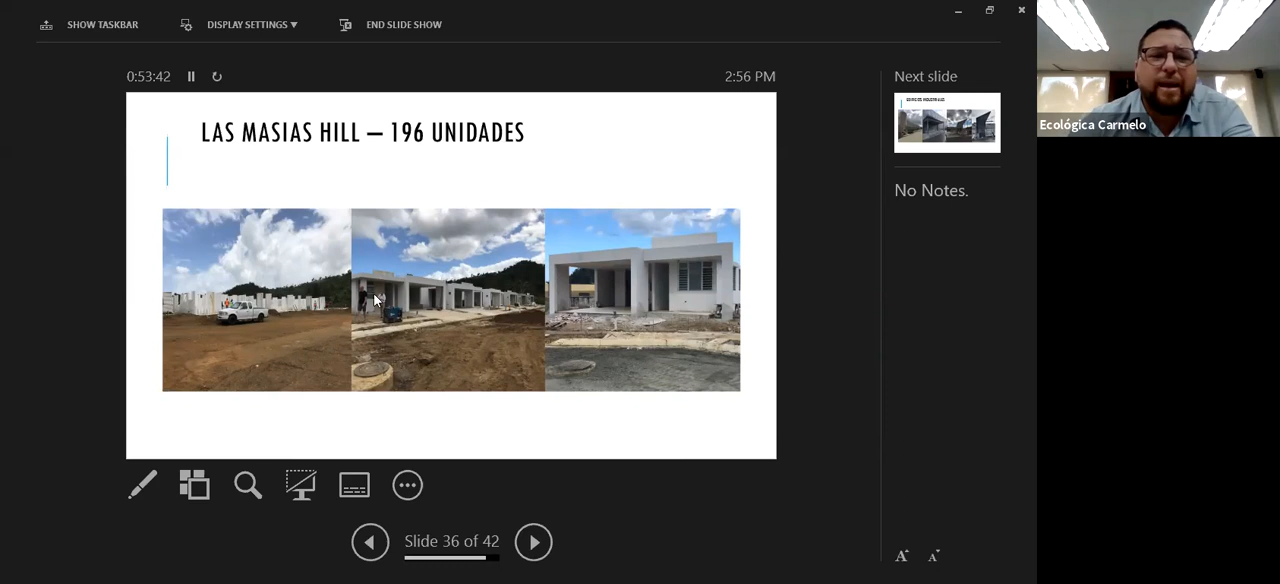 SHOW TASKBAR
DISPLAY SETTINGS ▼
END SLIDE SHOW
0:53:42
2:56 PM
Next slide
LAS MASIAS HILL – 196 UNIDADES
No Notes.
Ecológica Carmelo
Slide 36 of 42
A
A